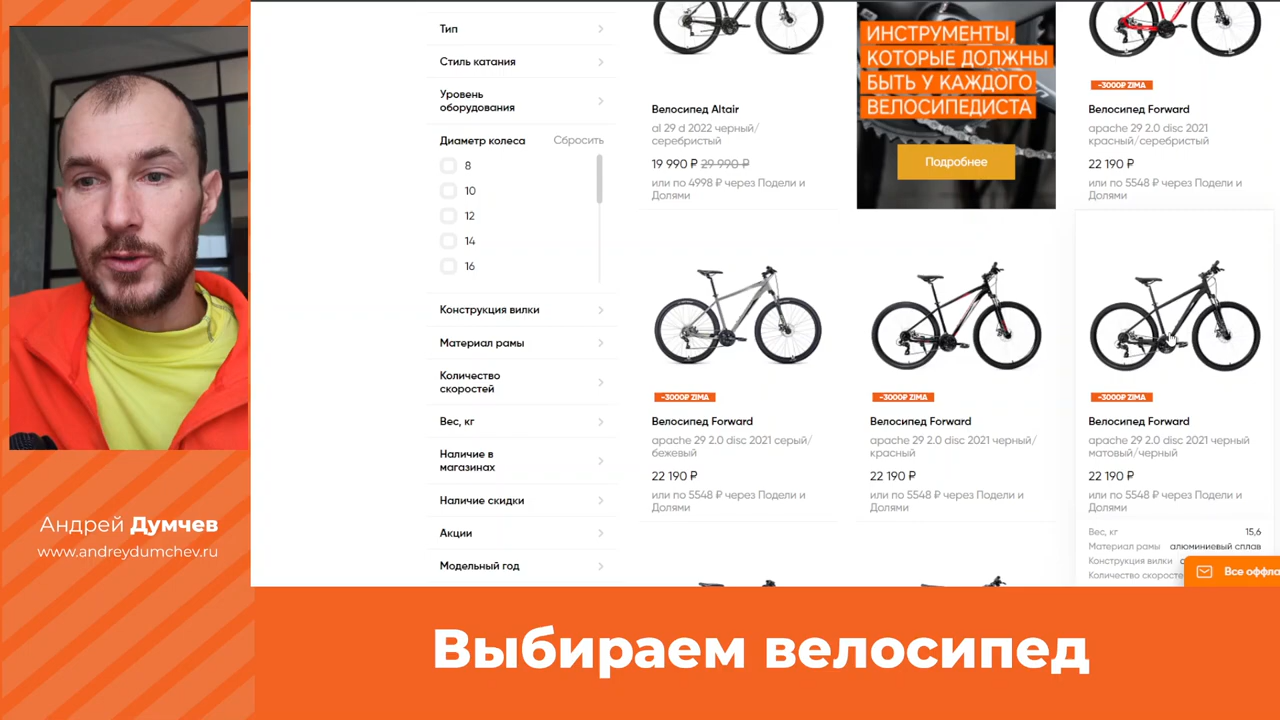 Тип
Стиль катания
Уровень
оборудования
Диаметр колеса
Сбросить
8
10
12
14
16
Конструкция вилки
Материал рамы
Количество
скоростей
Вес, кг
Наличие в
магазинах
Наличие скидки
Акции
Модельный год
Велосипед Altair
al 29 d 2022 черный/
серебристый
19 990 ₽ 29 990 ₽
или по 4998 ₽ через Подели и
Долями
ИНСТРУМЕНТЫ,
КОТОРЫЕ ДОЛЖНЫ
БЫТЬ У КАЖДОГО
ВЕЛОСИПЕДИСТА
Подробнее
-3000₽ ZIMA
Велосипед Forward
apache 29 2.0 disc 2021
красный/серебристый
22 190 ₽
или по 5548 ₽ через Подели и
Долями
-3000₽ ZIMA
Велосипед Forward
apache 29 2.0 disc 2021 серый/
бежевый
22 190 ₽
или по 5548 ₽ через Подели и
Долями
-3000₽ ZIMA
Велосипед Forward
apache 29 2.0 disc 2021 черный/
красный
22 190 ₽
или по 5548 ₽ через Подели и
Долями
-3000₽ ZIMA
Велосипед Forward
apache 29 2.0 disc 2021 черный
матовый/черный
22 190 ₽
или по 5548 ₽ через Подели и
Долями
Вес, кг 15,6
Материал рамы алюминиевый сплав
Конструкция вилки
Количество
Все
Андрей Думчев
www.andreydumchev.ru
Выбираем велосипед